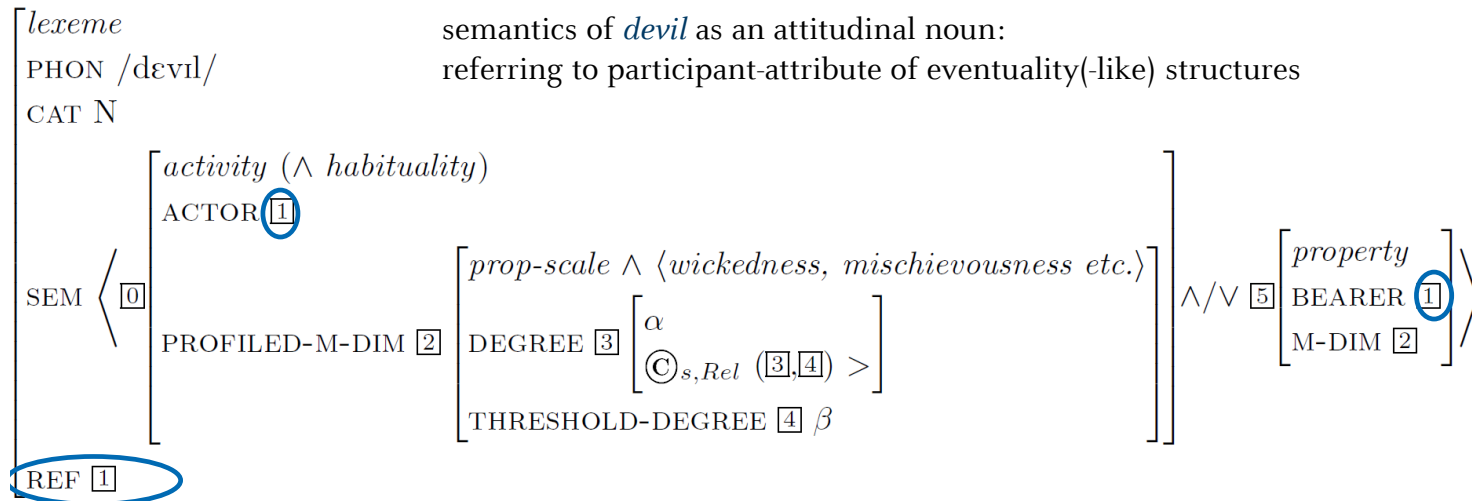 lexeme
semantics of devil as an attitudinal noun:
PHON /dɛvɪl/
referring to participant-attribute of eventuality(-like) structures
CAT N
activity (∧ habituality)
ACTOR 1
prop-scale ∧ ⟨wickedness, mischievousness etc.⟩
property
SEM ⟨ 0
PROFILED-M-DIM 2
DEGREE 3
α
Ⓒs,Rel (3,4) >
∧/∨ 5
BEARER 1
M-DIM 2 ⟩
THRESHOLD-DEGREE 4 β
REF 1